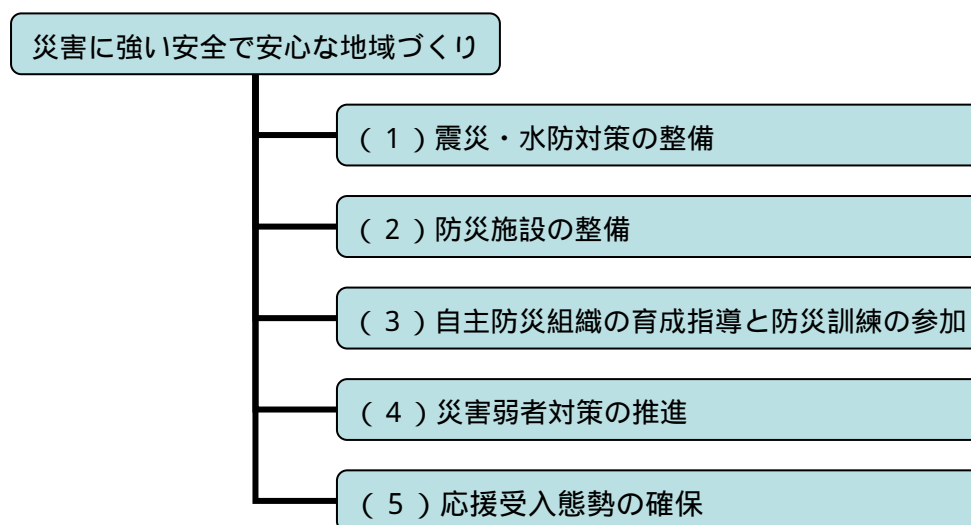 災害に強い安全で安心な地域づくり
（１）震災・水防対策の整備
（２）防災施設の整備
（３）自主防災組織の育成指導と防災訓練の参加
（４）災害弱者対策の推進
（５）応援受入態勢の確保